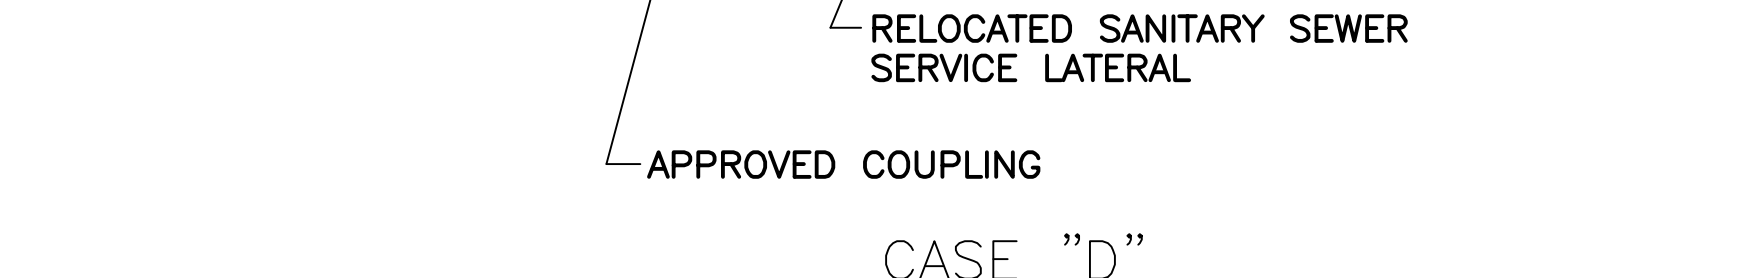 RELOCATED SANITARY SEWER
SERVICE LATERAL
APPROVED COUPLING
CASE "D"